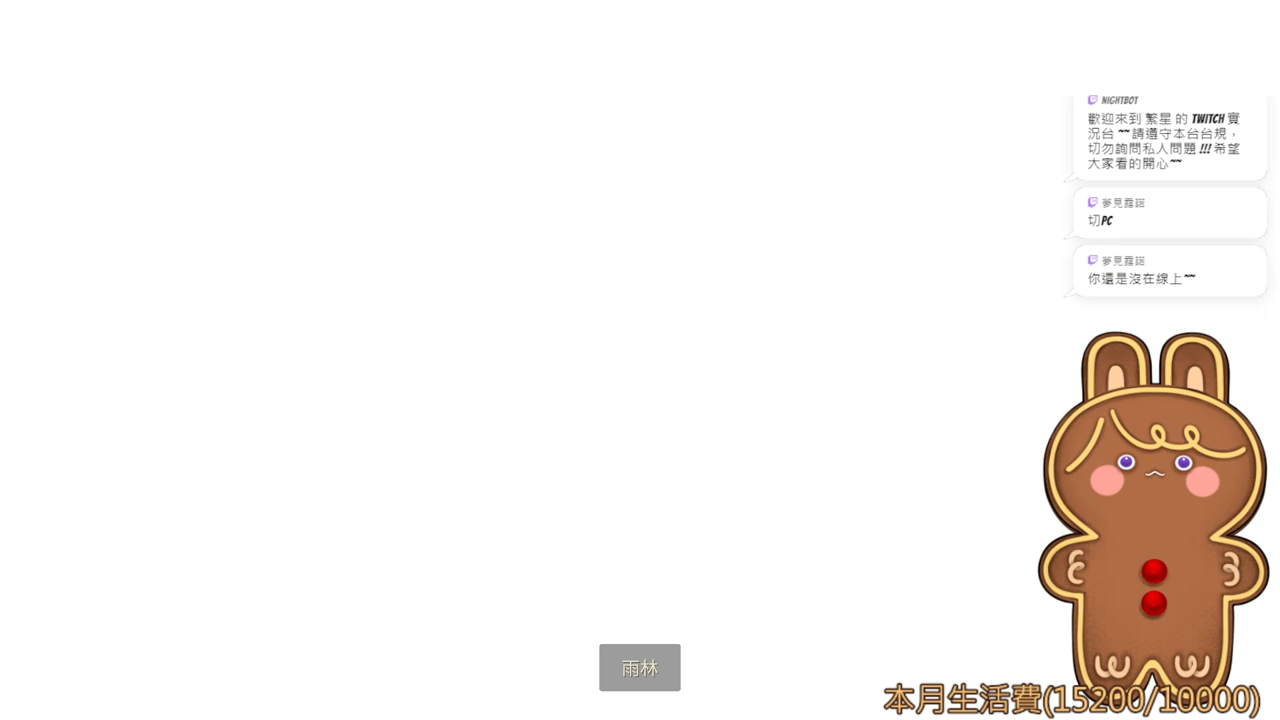 NIGHTBOT
歡迎來到 繁星 的 TWITCH 實
況台 ~~ 請遵守本台台規，
切勿詢問私人問題 !!! 希望
大家看的開心~~
夢見露諾
切PC
夢見露諾
你還是沒在線上~~
雨林
本月生活費(15200/10000)